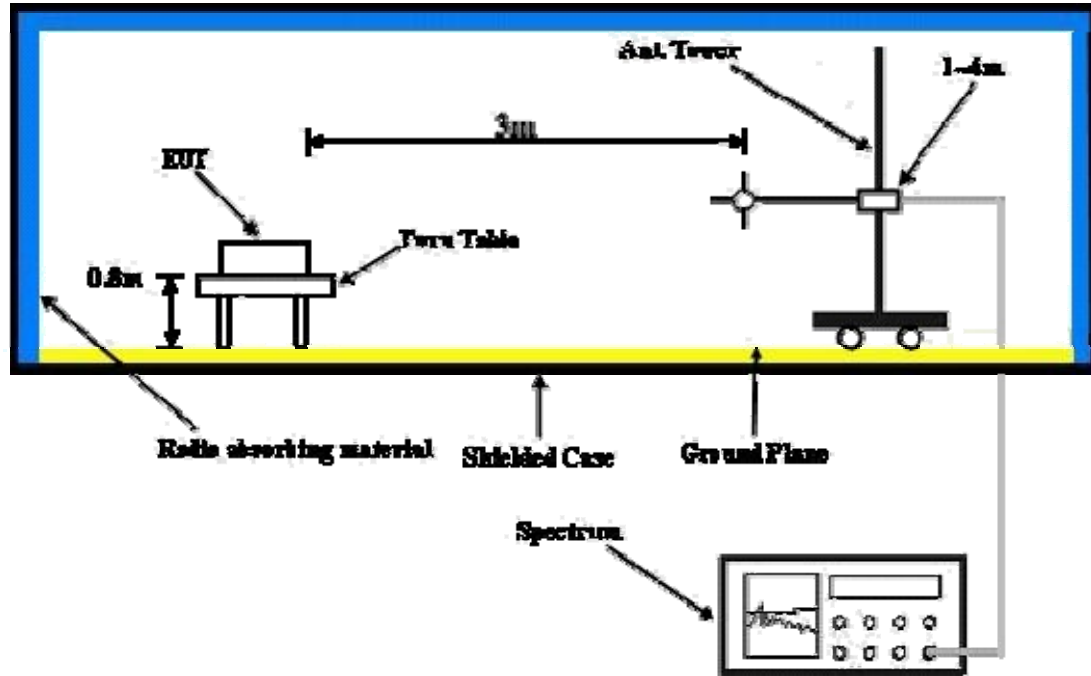 Ant. Tower
1-4m
3m
EUT
Turn Table
0.8m
Radio absorbing material
Shielded Case
Ground Plane
Spectrum